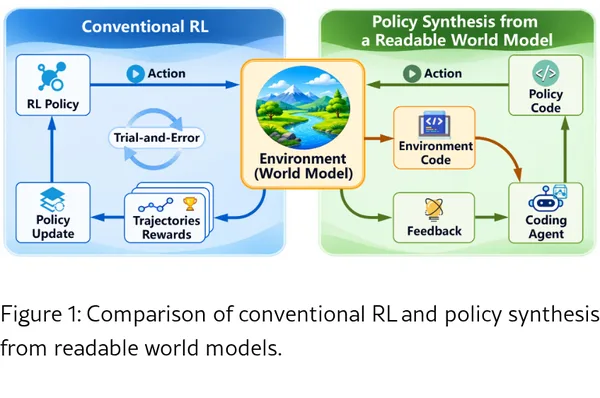 Conventional RL
Action
RL Policy
Trial-and-Error
Policy
Update
Trajectories
Rewards
Environment
(World Model)
Policy Synthesis from
a Readable World Model
Action
Policy
Code
</>
Environment
Code
</>
Feedback
Coding
Agent
Figure 1: Comparison of conventional RL and policy synthesis
from readable world models.